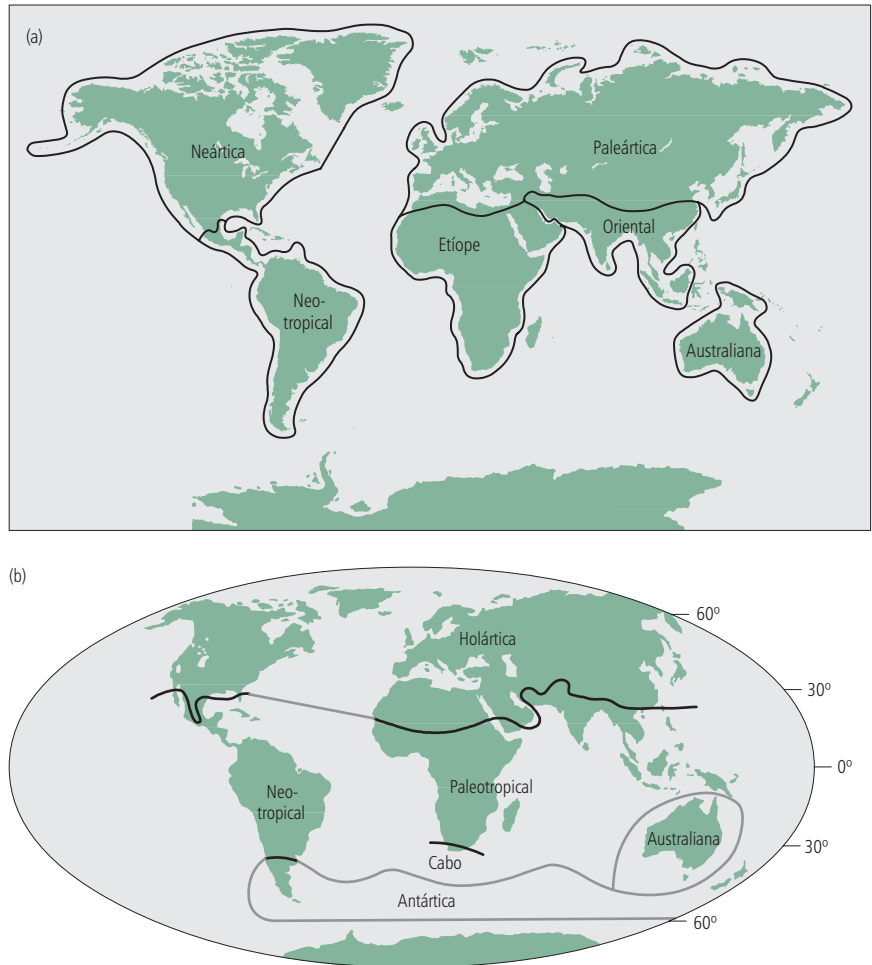 (a)
Neártica
Paleártica
Oriental
Etíope
Neo-
tropical
Australiana
(b)
60º
Holártica
30º
0º
Neo-
tropical
Paleotropical
Australiana
30º
Cabo
Antártica
60º